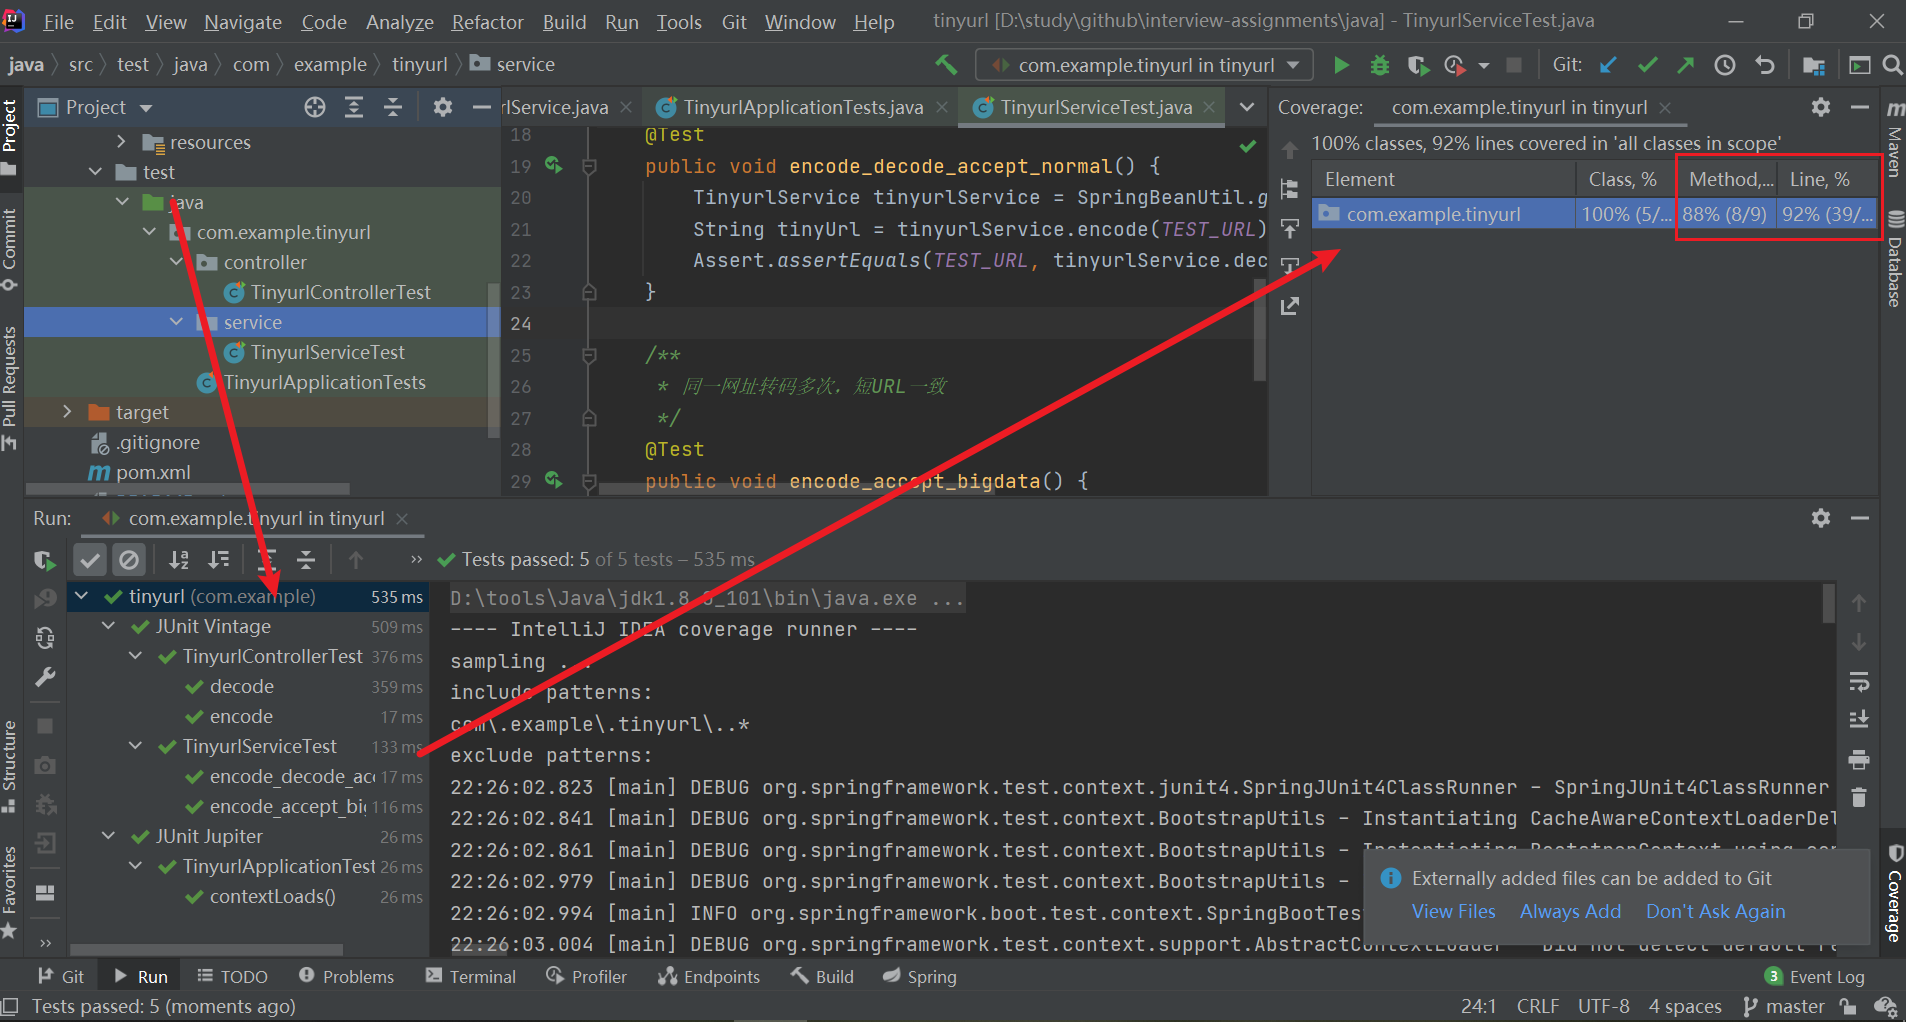 File Edit View Navigate Code Analyze Refactor Build Run Tools Git Window Help tinyurl [D:\study\github\interview-assignments\java] - TinyurlServiceTest.java
java src test java com example tinyurl service com.example.tinyurl in tinyurl Git:
Project
rlService.java TinyurlApplicationTests.java TinyurlServiceTest.java
resources
test
java
com.example.tinyurl
controller
TinyurlControllerTest
service
TinyurlServiceTest
TinyurlApplicationTests
target
.gitignore
pom.xml
18 @Test
19 public void encode_decode_accept_normal() {
20 TinyurlService tinyurlService = SpringBeanUtil.g
21 String tinyUrl = tinyurlService.encode(TEST_URL)
22 Assert.assertEquals(TEST_URL, tinyurlService.dec
23 }
24
25 /**
26 * 同一网址转码多次，短URL一致
27 */
28 @Test
29 public void encode_accept_bigdata() {
Coverage: com.example.tinyurl in tinyurl
100% classes, 92% lines covered in 'all classes in scope'
Element Class, % Method,... Line, %
com.example.tinyurl 100% (5/... 88% (8/9) 92% (39/...
Project
Commit
Pull Requests
Structure
Favorites
Maven
Database
Coverage
Run: com.example.tinyurl in tinyurl
Tests passed: 5 of 5 tests – 535 ms
tinyurl (com.example) 535 ms
JUnit Vintage 509 ms
TinyurlControllerTest 376 ms
decode 359 ms
encode 17 ms
TinyurlServiceTest 133 ms
encode_decode_acc 17 ms
encode_accept_big 116 ms
JUnit Jupiter 26 ms
TinyurlApplicationTest 26 ms
contextLoads() 26 ms
D:\tools\Java\jdk1.8.0_101\bin\java.exe ...
---- IntelliJ IDEA coverage runner ----
sampling ...
include patterns:
com\.example\.tinyurl\..*
exclude patterns:
22:26:02.823 [main] DEBUG org.springframework.test.context.junit4.SpringJUnit4ClassRunner - SpringJUnit4ClassRunner
22:26:02.841 [main] DEBUG org.springframework.test.context.BootstrapUtils - Instantiating CacheAwareContextLoaderDel
22:26:02.861 [main] DEBUG org.springframework.test.context.BootstrapUtils - Instantiating BootstrapContext using con
22:26:02.979 [main] DEBUG org.springframework.test.context.BootstrapUtils -
22:26:02.994 [main] INFO org.springframework.boot.test.context.SpringBootTes
22:26:03.004 [main] DEBUG org.springframework.test.context.support.AbstractContextLoader - Did not detect default re
Externally added files can be added to Git
View Files Always Add Don't Ask Again
Git Run TODO Problems Terminal Profiler Endpoints Build Spring 3 Event Log
Tests passed: 5 (moments ago) 24:1 CRLF UTF-8 4 spaces master